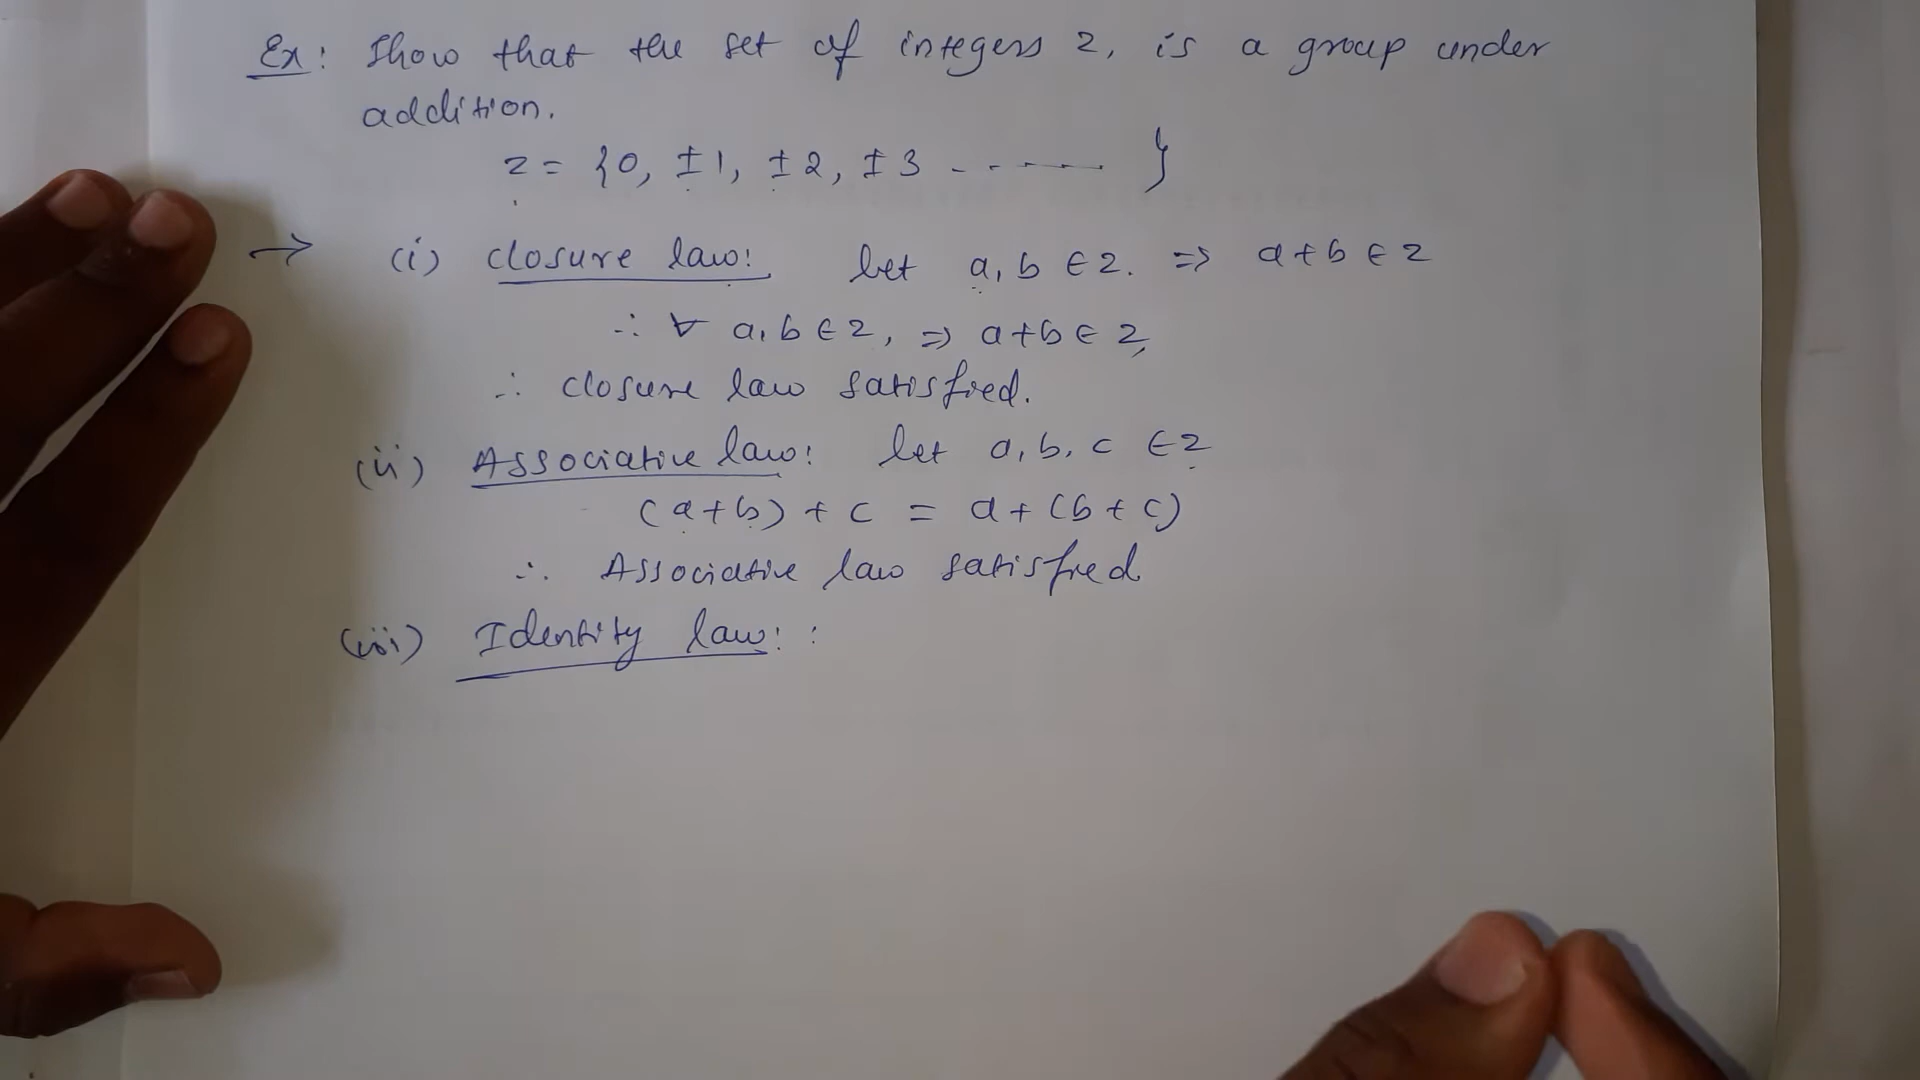 Ex: Show that the set of integers z, is a group under
addition.
z = {0, ±1, ±2, ±3 - - - - - }
→ (i) closure law: let a, b ∈ z. ⇒ a+b ∈ z
∴ ∀ a, b ∈ z, ⇒ a+b ∈ z,
∴ closure law satisfied.
(ii) Associative law: let a, b, c ∈ z
(a+b) + c = a + (b + c)
∴ Associative law satisfied
(iii) Identity law: :